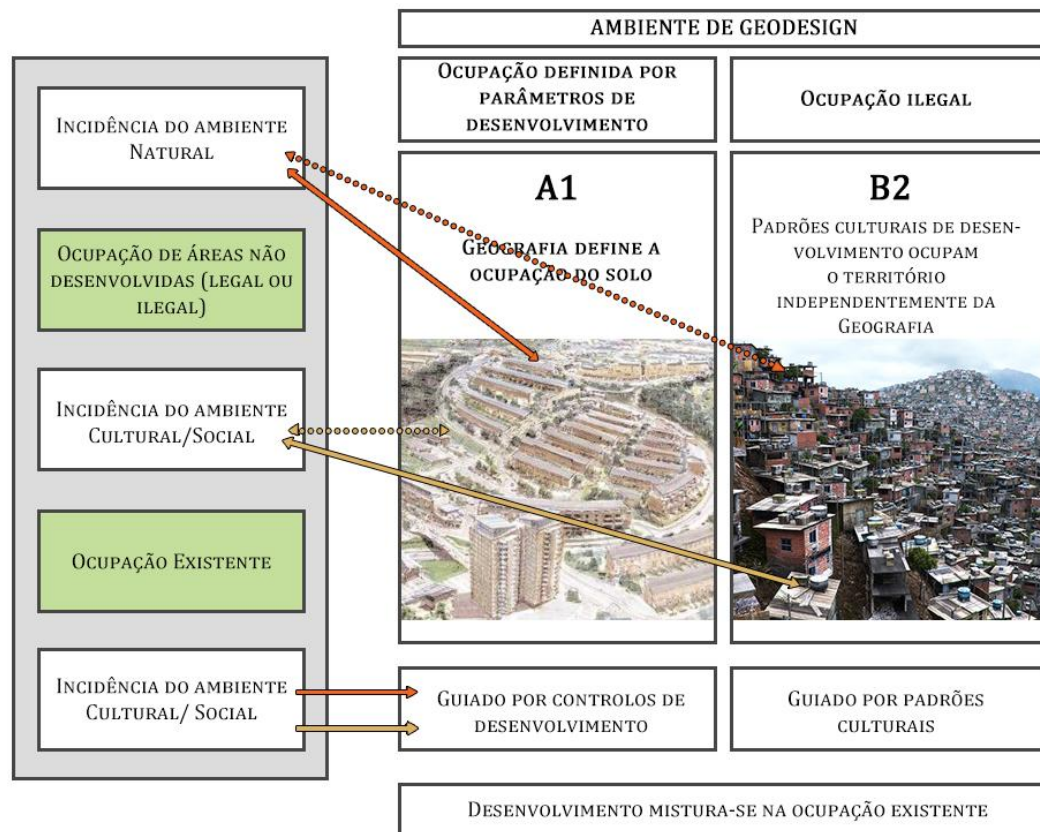 AMBIENTE DE GEODESIGN
OCUPAÇÃO DEFINIDA POR
PARÂMETROS DE
DESENVOLVIMENTO
OCUPAÇÃO ILEGAL
INCIDÊNCIA DO AMBIENTE
NATURAL
OCUPAÇÃO DE ÁREAS NÃO
DESENVOLVIDAS (LEGAL OU
ILEGAL)
INCIDÊNCIA DO AMBIENTE
CULTURAL/SOCIAL
OCUPAÇÃO EXISTENTE
INCIDÊNCIA DO AMBIENTE
CULTURAL/ SOCIAL
A1
GEOGRAFIA DEFINE A
OCUPAÇÃO DO SOLO
B2
PADRÕES CULTURAIS DE DESEN-
VOLVIMENTO OCUPAM
O TERRITÓRIO
INDEPENDENTEMENTE DA
GEOGRAFIA
GUIADO POR CONTROLOS DE
DESENVOLVIMENTO
GUIADO POR PADRÕES
CULTURAIS
DESENVOLVIMENTO MISTURA-SE NA OCUPAÇÃO EXISTENTE